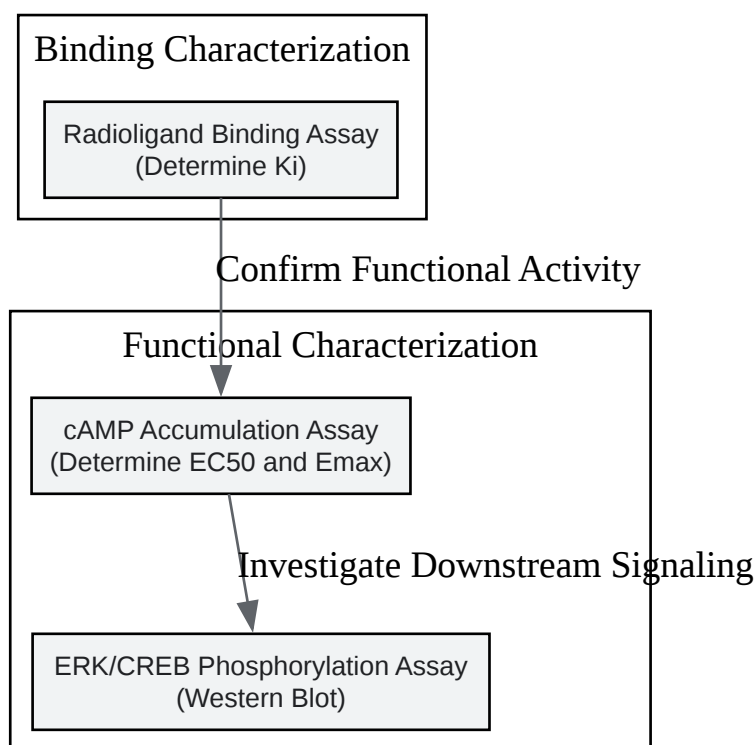 Binding Characterization
Radioligand Binding Assay
(Determine Ki)
Confirm Functional Activity
Functional Characterization
cAMP Accumulation Assay
(Determine EC50 and Emax)
Investigate Downstream Signaling
ERK/CREB Phosphorylation Assay
(Western Blot)